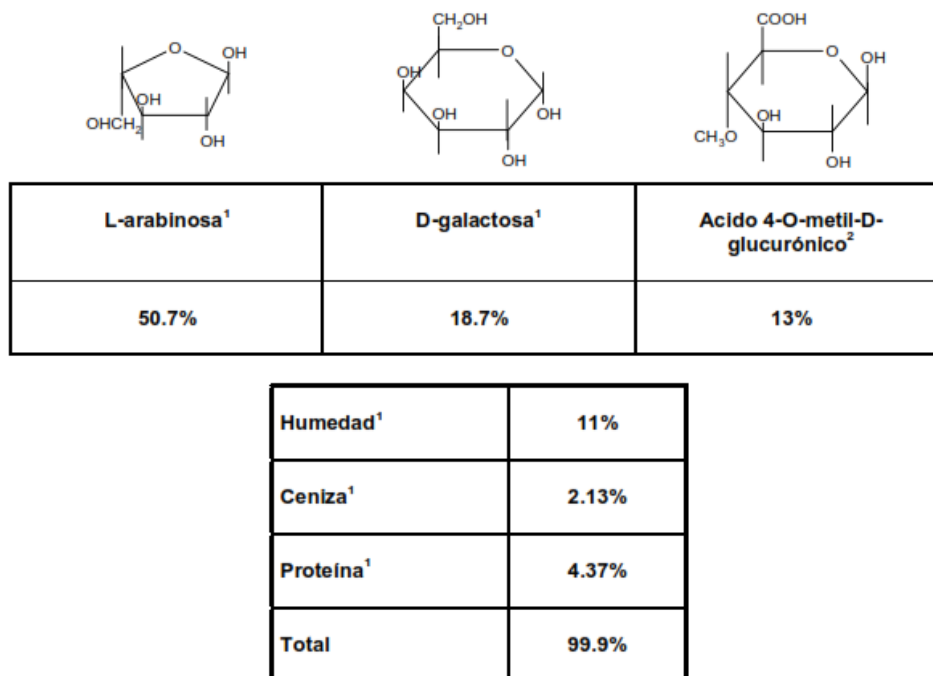 O OH OH OHCH2 OH
CH2OH O OH OH OH OH
COOH O OH OH CH3O OH
L-arabinosa¹
D-galactosa¹
Acido 4-O-metil-D-
glucurónico²
50.7%
18.7%
13%
Humedad¹ 11%
Ceniza¹ 2.13%
Proteína¹ 4.37%
Total 99.9%